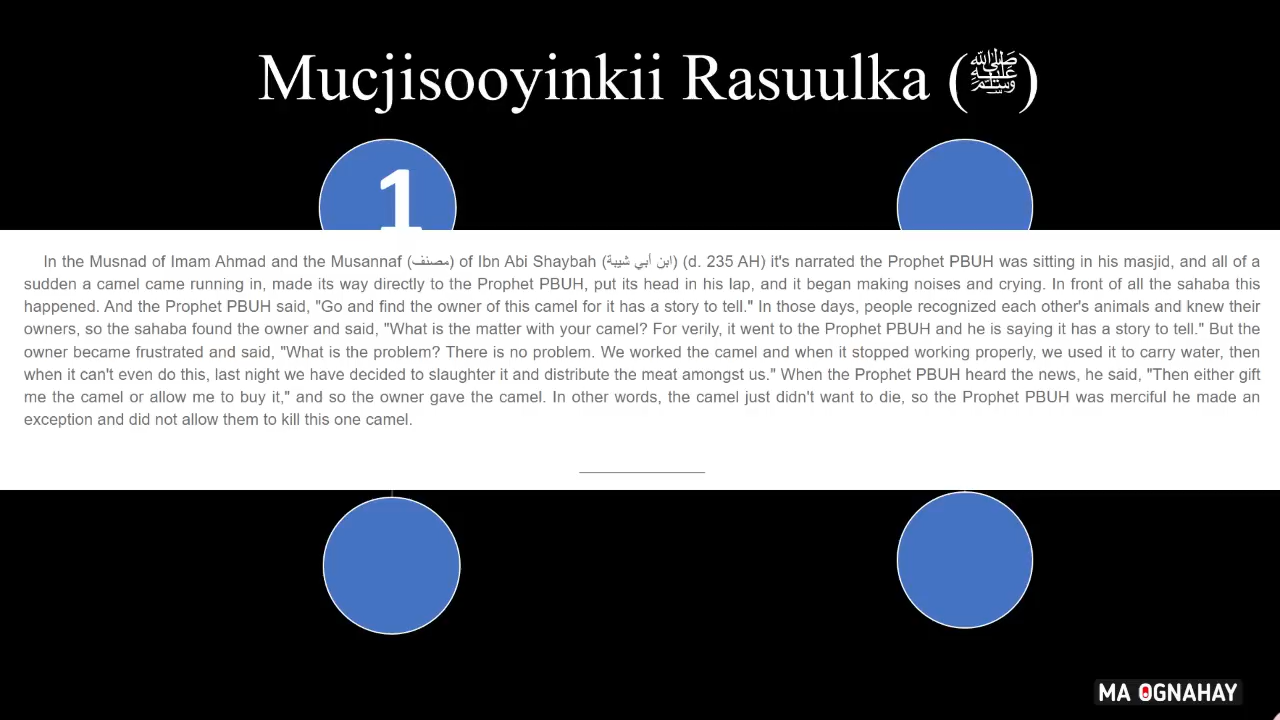 Mucjisooyinkii Rasuulka (ﷺ)
1
In the Musnad of Imam Ahmad and the Musannaf (مصنف) of Ibn Abi Shaybah (ابن أبي شيبة) (d. 235 AH) it's narrated the Prophet PBUH was sitting in his masjid, and all of a
sudden a camel came running in, made its way directly to the Prophet PBUH, put its head in his lap, and it began making noises and crying. In front of all the sahaba this
happened. And the Prophet PBUH said, "Go and find the owner of this camel for it has a story to tell." In those days, people recognized each other's animals and knew their
owners, so the sahaba found the owner and said, "What is the matter with your camel? For verily, it went to the Prophet PBUH and he is saying it has a story to tell." But the
owner became frustrated and said, "What is the problem? There is no problem. We worked the camel and when it stopped working properly, we used it to carry water, then
when it can't even do this, last night we have decided to slaughter it and distribute the meat amongst us." When the Prophet PBUH heard the news, he said, "Then either gift
me the camel or allow me to buy it," and so the owner gave the camel. In other words, the camel just didn't want to die, so the Prophet PBUH was merciful he made an
exception and did not allow them to kill this one camel.
MA OGNAHAY